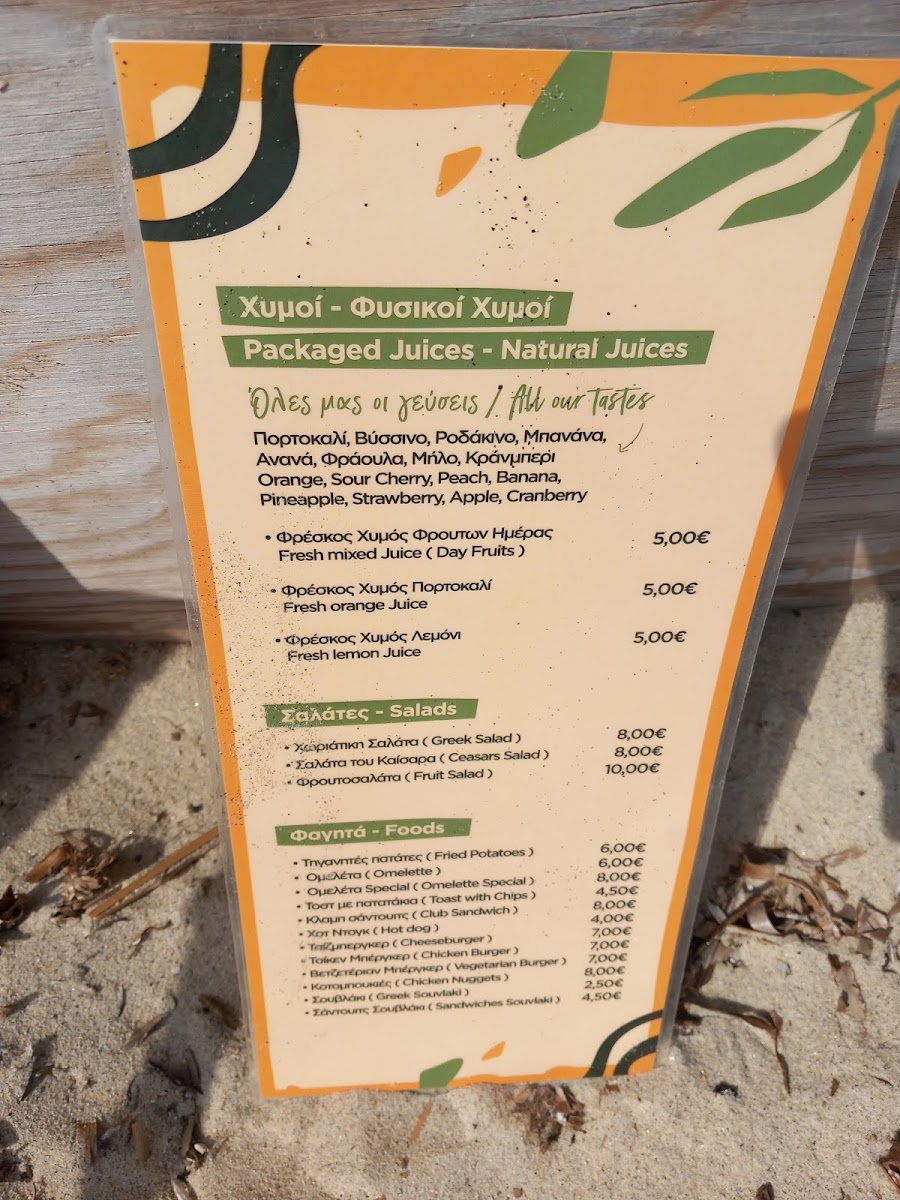 Χυμοί - Φυσικοί Χυμοί
Packaged Juices - Natural Juices
Όλες μας οι γεύσεις / All our tastes
Πορτοκαλί, Βύσσινο, Ροδάκινο, Μπανάνα,
Ανανά, Φράουλα, Μήλο, Κράνμπερι
Orange, Sour Cherry, Peach, Banana,
Pineapple, Strawberry, Apple, Cranberry
• Φρέσκος Χυμός Φρουτων Ημέρας 5,00€
Fresh mixed Juice ( Day Fruits )
• Φρέσκος Χυμός Πορτοκαλί 5,00€
Fresh orange Juice
• Φρέσκος Χυμός Λεμόνι 5,00€
Fresh lemon Juice
Σαλάτες - Salads
• Χωριάτικη Σαλάτα ( Greek Salad ) 8,00€
• Σαλάτα του Καίσαρα ( Ceasars Salad ) 8,00€
• Φρουτοσαλάτα ( Fruit Salad ) 10,00€
Φαγητά - Foods
• Τηγανητές πατάτες ( Fried Potatoes ) 6,00€
• Ομελέτα ( Omelette ) 6,00€
• Ομελέτα Special ( Omelette Special ) 8,00€
• Τοστ με πατατάκια ( Toast with Chips ) 4,50€
• Κλαμπ σάντουιτς ( Club Sandwich ) 8,00€
• Χοτ Ντογκ ( Hot dog ) 4,00€
• Τσίζμπεργκερ ( Cheeseburger ) 7,00€
• Τσίκεν Μπέργκερ ( Chicken Burger ) 7,00€
• Βετζετέριαν Μπέργκερ ( Vegetarian Burger ) 7,00€
• Κοτομπουκιές ( Chicken Nuggets ) 8,00€
• Σουβλάκι ( Greek Souvlaki ) 2,50€
• Σάντουιτς Σουβλάκι ( Sandwiches Souvlaki ) 4,50€